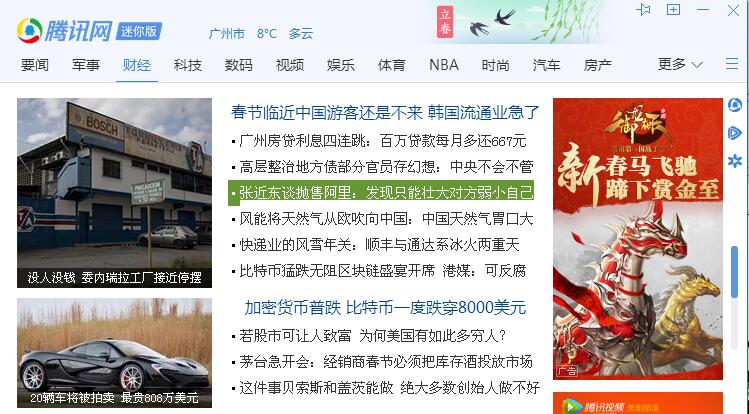 腾讯网 迷你版
广州市 8℃ 多云
立春
要闻 军事 财经 科技 数码 视频 娱乐 体育 NBA 时尚 汽车 房产 更多
BOSCH
没人没钱 委内瑞拉工厂接近停摆
20辆车将被拍卖 最贵808万美元
春节临近中国游客还是不来 韩国流通业急了
广州房贷利息四连跳：百万贷款每月多还667元
高层整治地方债部分官员存幻想：中央不会不管
张近东谈抛售阿里：发现只能壮大对方弱小自己
风能将天然气从欧吹向中国：中国天然气胃口大
快递业的风雪年关：顺丰与通达系冰火两重天
比特币猛跌无阻区块链盛宴开席 港媒：可反腐
加密货币普跌 比特币一度跌穿8000美元
若股市可让人致富 为何美国有如此多穷人？
茅台急开会：经销商春节必须把库存酒投放市场
这件事贝索斯和盖茨能做 绝大多数创始人做不好
新
春马飞驰
蹄下赏金至
广告
腾讯视频